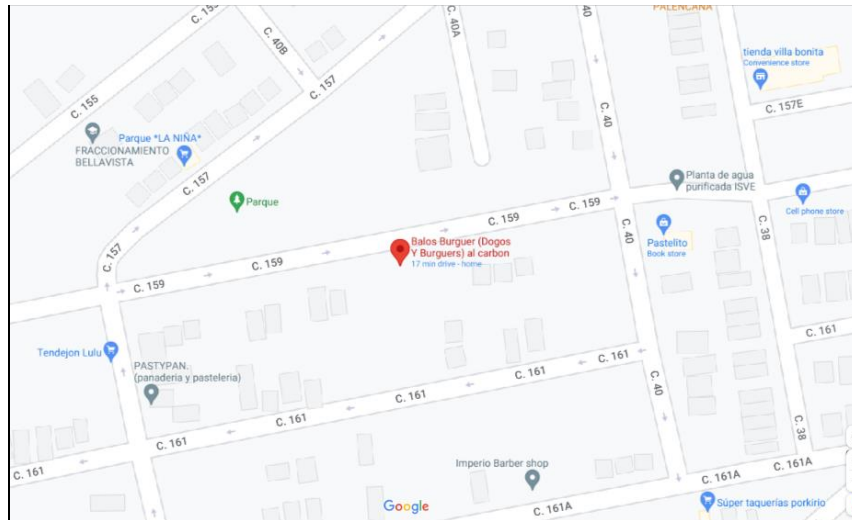 C. 155
C. 40B
C. 157
C. 40A
C. 40
PALENCANA
tienda villa bonita
Convenience store
C. 155
C. 157E
C. 40
Parque *LA NIÑA*
FRACCIONAMIENTO
BELLAVISTA
C. 157
Planta de agua
purificada ISVE
Parque
C. 159
C. 159
Cell phone store
C. 157
Balos Burguer (Dogos
Y Burguers) al carbon
17 min drive - home
C. 40
Pastelito
Book store
C. 38
C. 159
C. 159
C. 161
Tendejon Lulu
PASTYPAN.
(panaderia y pasteleria)
C. 161
C. 161
C. 161
C. 40
C. 161
C. 161
C. 38
C. 161
Imperio Barber shop
C. 161A
C. 161A
C. 161A
Google
Súper taquerías porkirio